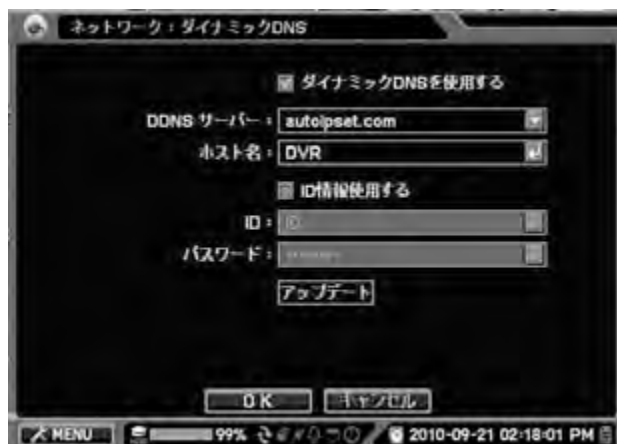 ネットワーク：ダイナミックDNS
ダイナミックDNSを使用する
DDNS サーバー： autoipset.com
ホスト名： DVR
ID情報使用する
ID： ID
パスワード：
アップデート
OK キャンセル
MENU 99% 2010-09-21 02:18:01 PM